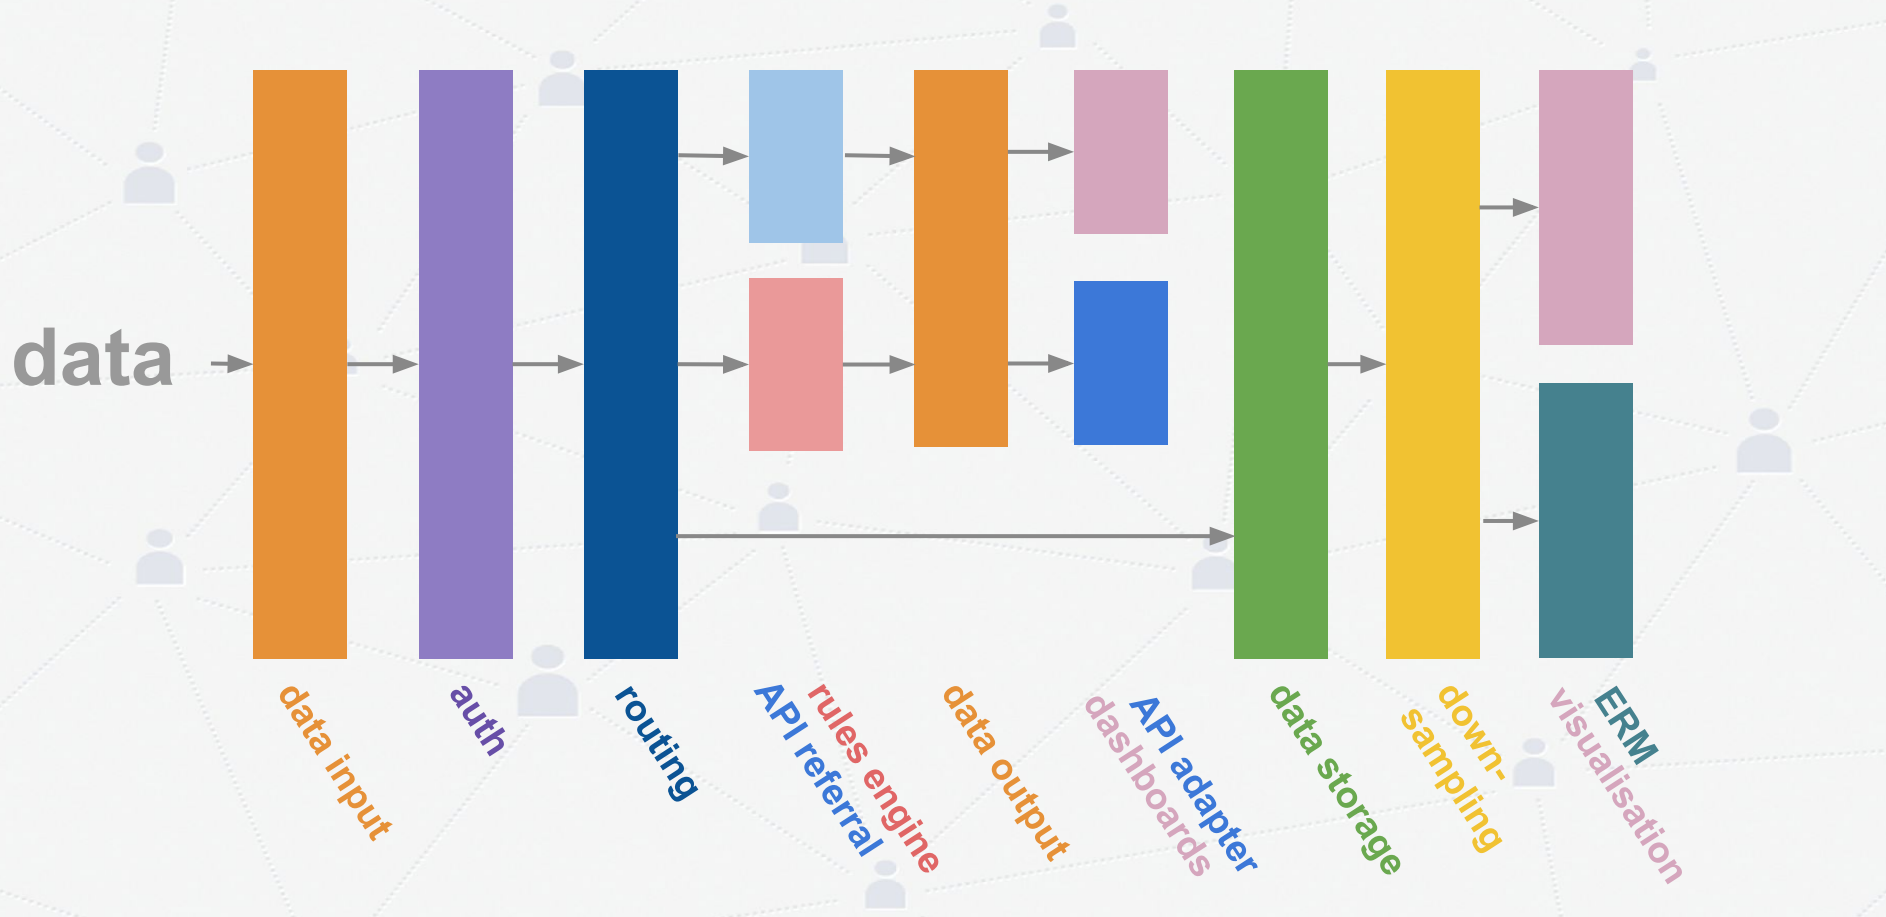 data
data input
auth
routing
API referral
rules engine
data output
dashboards
API adapter
data storage
down-
sampling
visualisation
ERM